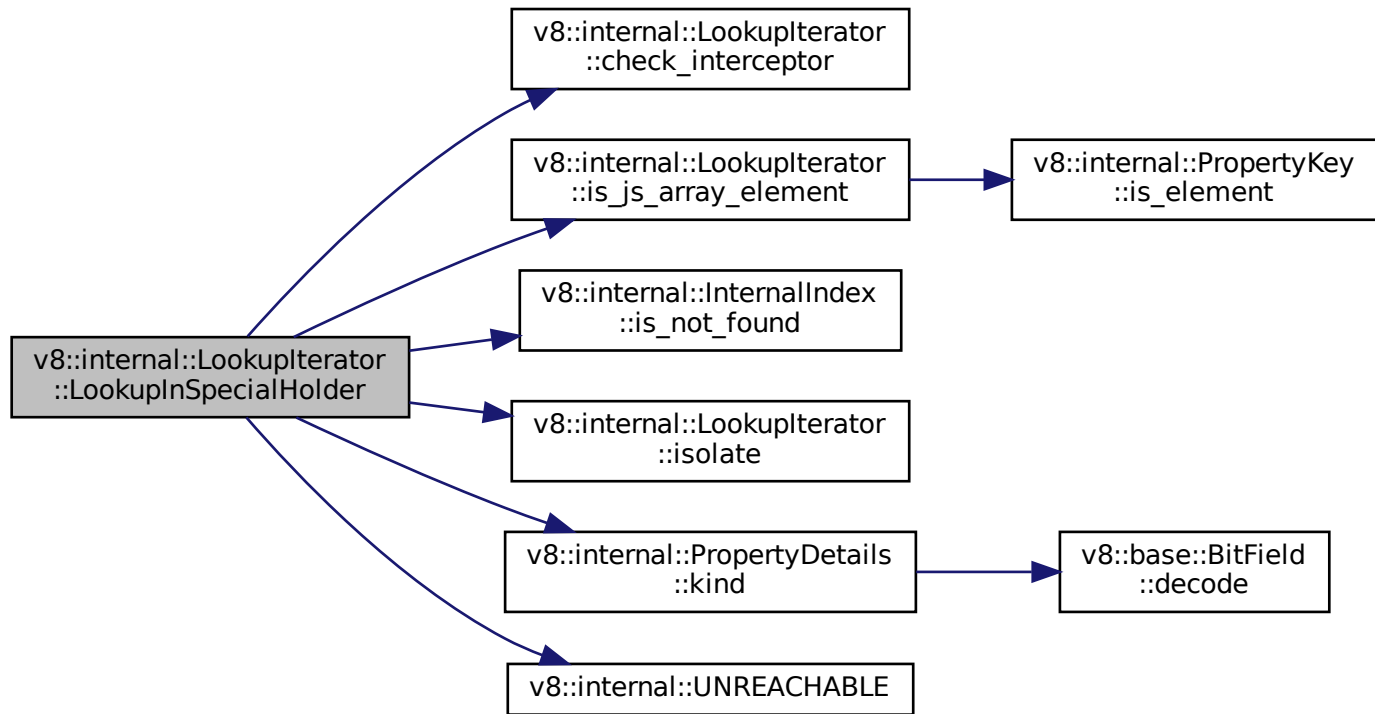 v8::internal::LookupIterator
::check_interceptor
v8::internal::LookupIterator
::is_js_array_element
v8::internal::PropertyKey
::is_element
v8::internal::InternalIndex
::is_not_found
v8::internal::LookupIterator
::LookupInSpecialHolder
v8::internal::LookupIterator
::isolate
v8::internal::PropertyDetails
::kind
v8::base::BitField
::decode
v8::internal::UNREACHABLE